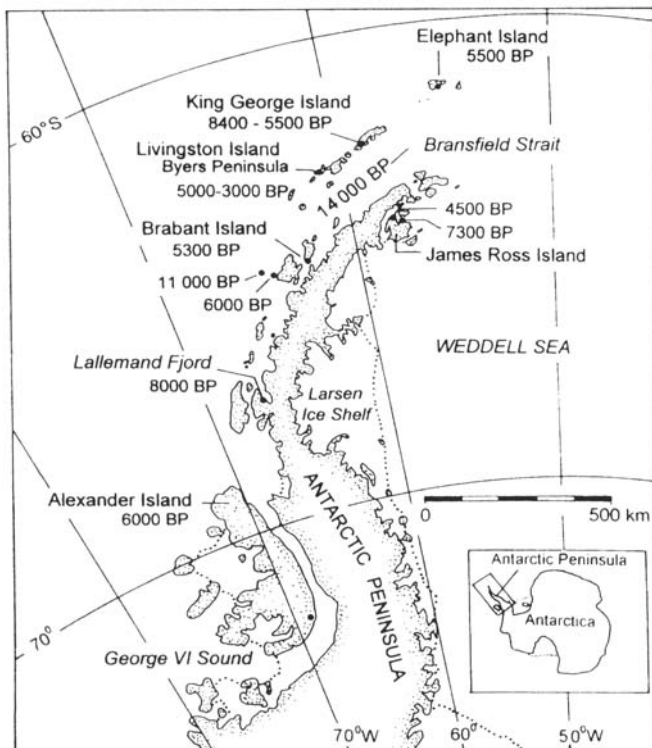 Elephant Island
5500 BP
King George Island
8400 - 5500 BP
60°S
Bransfield Strait
Livingston Island
Byers Peninsula
5000-3000 BP
14 000 BP
4500 BP
7300 BP
James Ross Island
Brabant Island
5300 BP
11 000 BP
6000 BP
WEDDELL SEA
Lallemand Fjord
8000 BP
Larsen
Ice Shelf
Alexander Island
6000 BP
ANTARCTIC PENINSULA
0
500 km
Antarctic Peninsula
Antarctica
70°
George VI Sound
70°W
60°
50°W